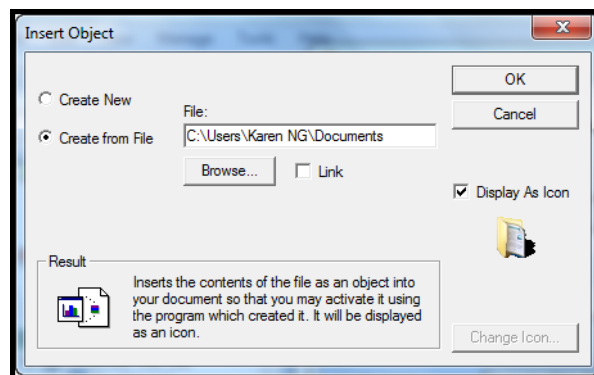 Insert Object
Create New
Create from File
File:
C:\Users\Karen NG\Documents
Browse...
Link
OK
Cancel
Display As Icon
Result
Inserts the contents of the file as an object into
your document so that you may activate it using
the program which created it. It will be displayed
as an icon.
Change Icon...